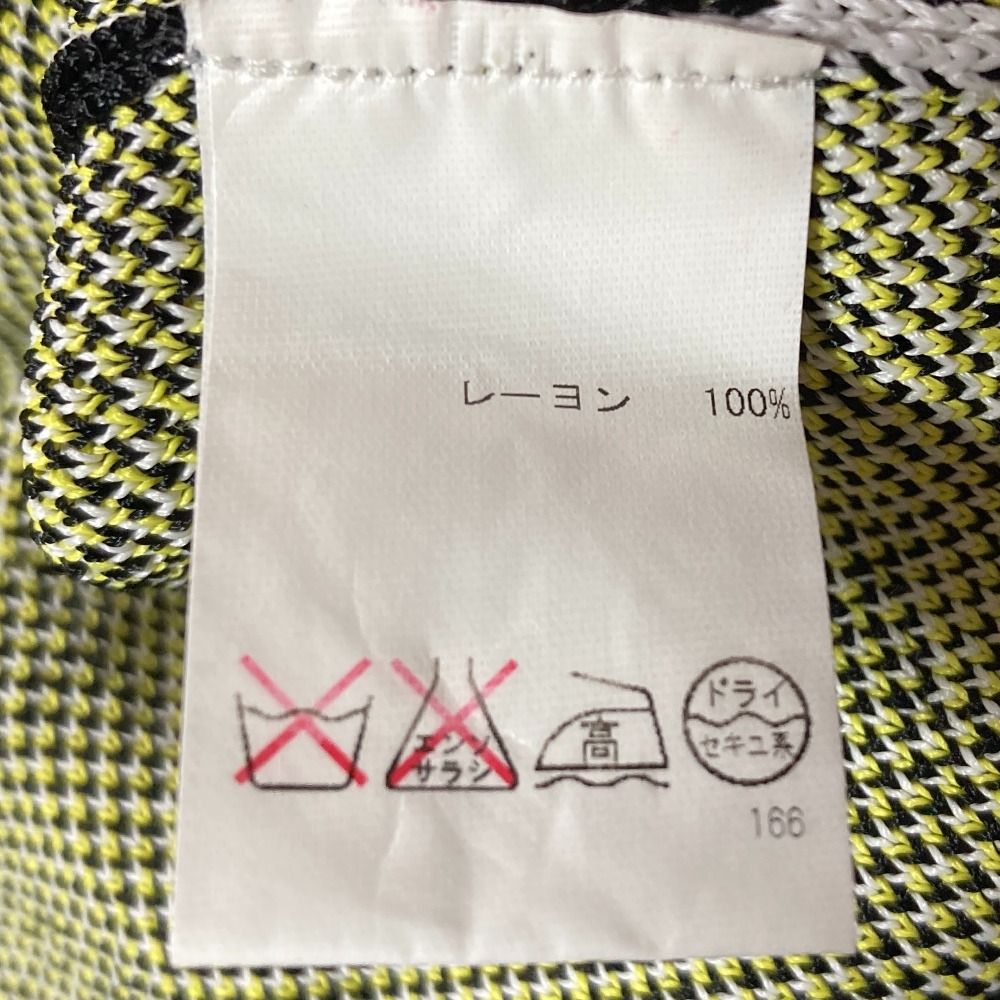 レーヨン 100%
エンソ
サラシ
高
ドライ
セキユ系
166